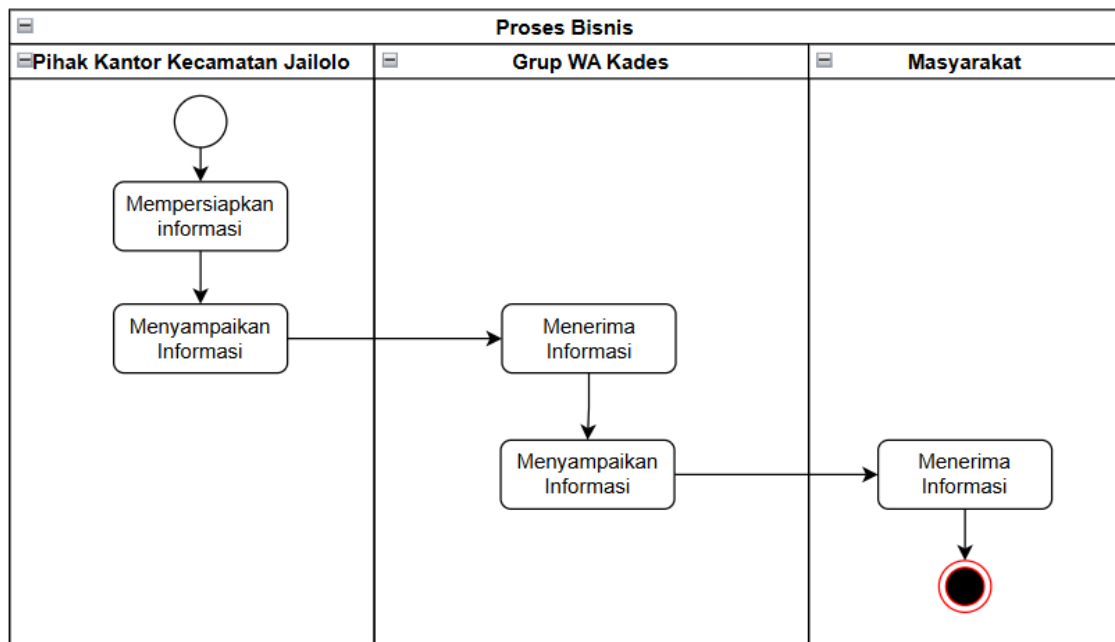 Proses Bisnis
Pihak Kantor Kecamatan Jailolo
Grup WA Kades
Masyarakat
Mempersiapkan
informasi
Menyampaikan
Informasi
Menerima
Informasi
Menyampaikan
Informasi
Menerima
Informasi